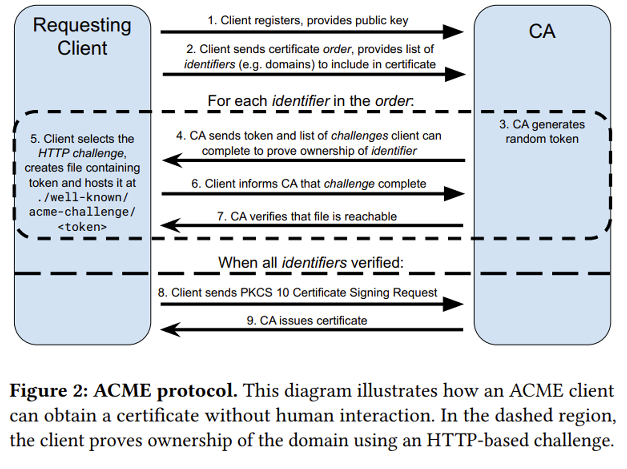 Requesting
Client
CA
1. Client registers, provides public key
2. Client sends certificate order, provides list of
identifiers (e.g. domains) to include in certificate
For each identifier in the order:
3. CA generates
random token
4. CA sends token and list of challenges client can
complete to prove ownership of identifier
5. Client selects the
HTTP challenge,
creates file containing
token and hosts it at
./well-known/
acme-challenge/
<token>
6. Client informs CA that challenge complete
7. CA verifies that file is reachable
When all identifiers verified:
8. Client sends PKCS 10 Certificate Signing Request
9. CA issues certificate
Figure 2: ACME protocol. This diagram illustrates how an ACME client
can obtain a certificate without human interaction. In the dashed region,
the client proves ownership of the domain using an HTTP-based challenge.